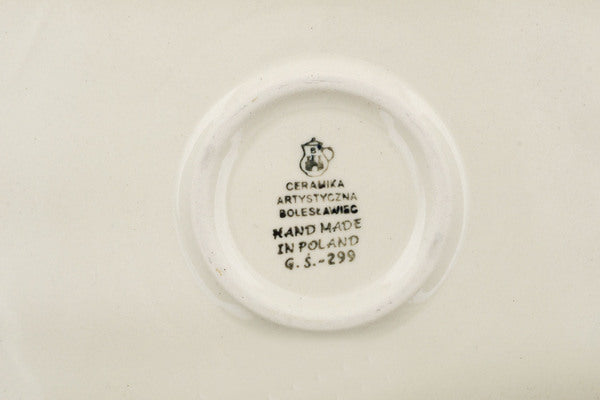 B
CERAMIKA
ARTYSTYCZNA
BOLESŁAWIEC
HAND MADE
IN POLAND
G.Ś.-299